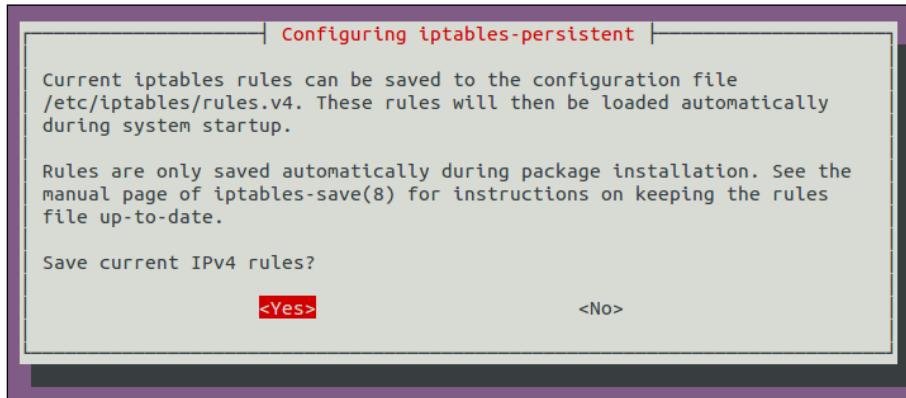 Configuring iptables-persistent
Current iptables rules can be saved to the configuration file
/etc/iptables/rules.v4. These rules will then be loaded automatically
during system startup.
Rules are only saved automatically during package installation. See the
manual page of iptables-save(8) for instructions on keeping the rules
file up-to-date.
Save current IPv4 rules?
<Yes> <No>